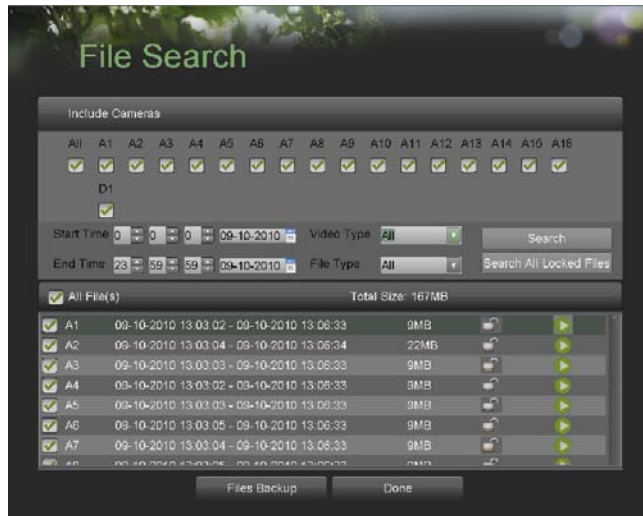 File Search
Include Cameras
All A1 A2 A3 A4 A5 A6 A7 A8 A9 A10 A11 A12 A13 A14 A15 A16
D1
Start Time 0 0 0 09-10-2010 Video Type All Search
End Time 23 59 59 09-10-2010 File Type All Search All Locked Files
All File(s) Total Size: 167MB
A1 09-10-2010 13:03:02 - 09-10-2010 13:06:33 9MB
A2 09-10-2010 13:03:04 - 09-10-2010 13:06:34 22MB
A3 09-10-2010 13:03:03 - 09-10-2010 13:06:33 9MB
A4 09-10-2010 13:03:02 - 09-10-2010 13:06:33 9MB
A5 09-10-2010 13:03:03 - 09-10-2010 13:06:33 9MB
A6 09-10-2010 13:03:05 - 09-10-2010 13:06:33 9MB
A7 09-10-2010 13:03:04 - 09-10-2010 13:06:33 9MB
Files Backup Done